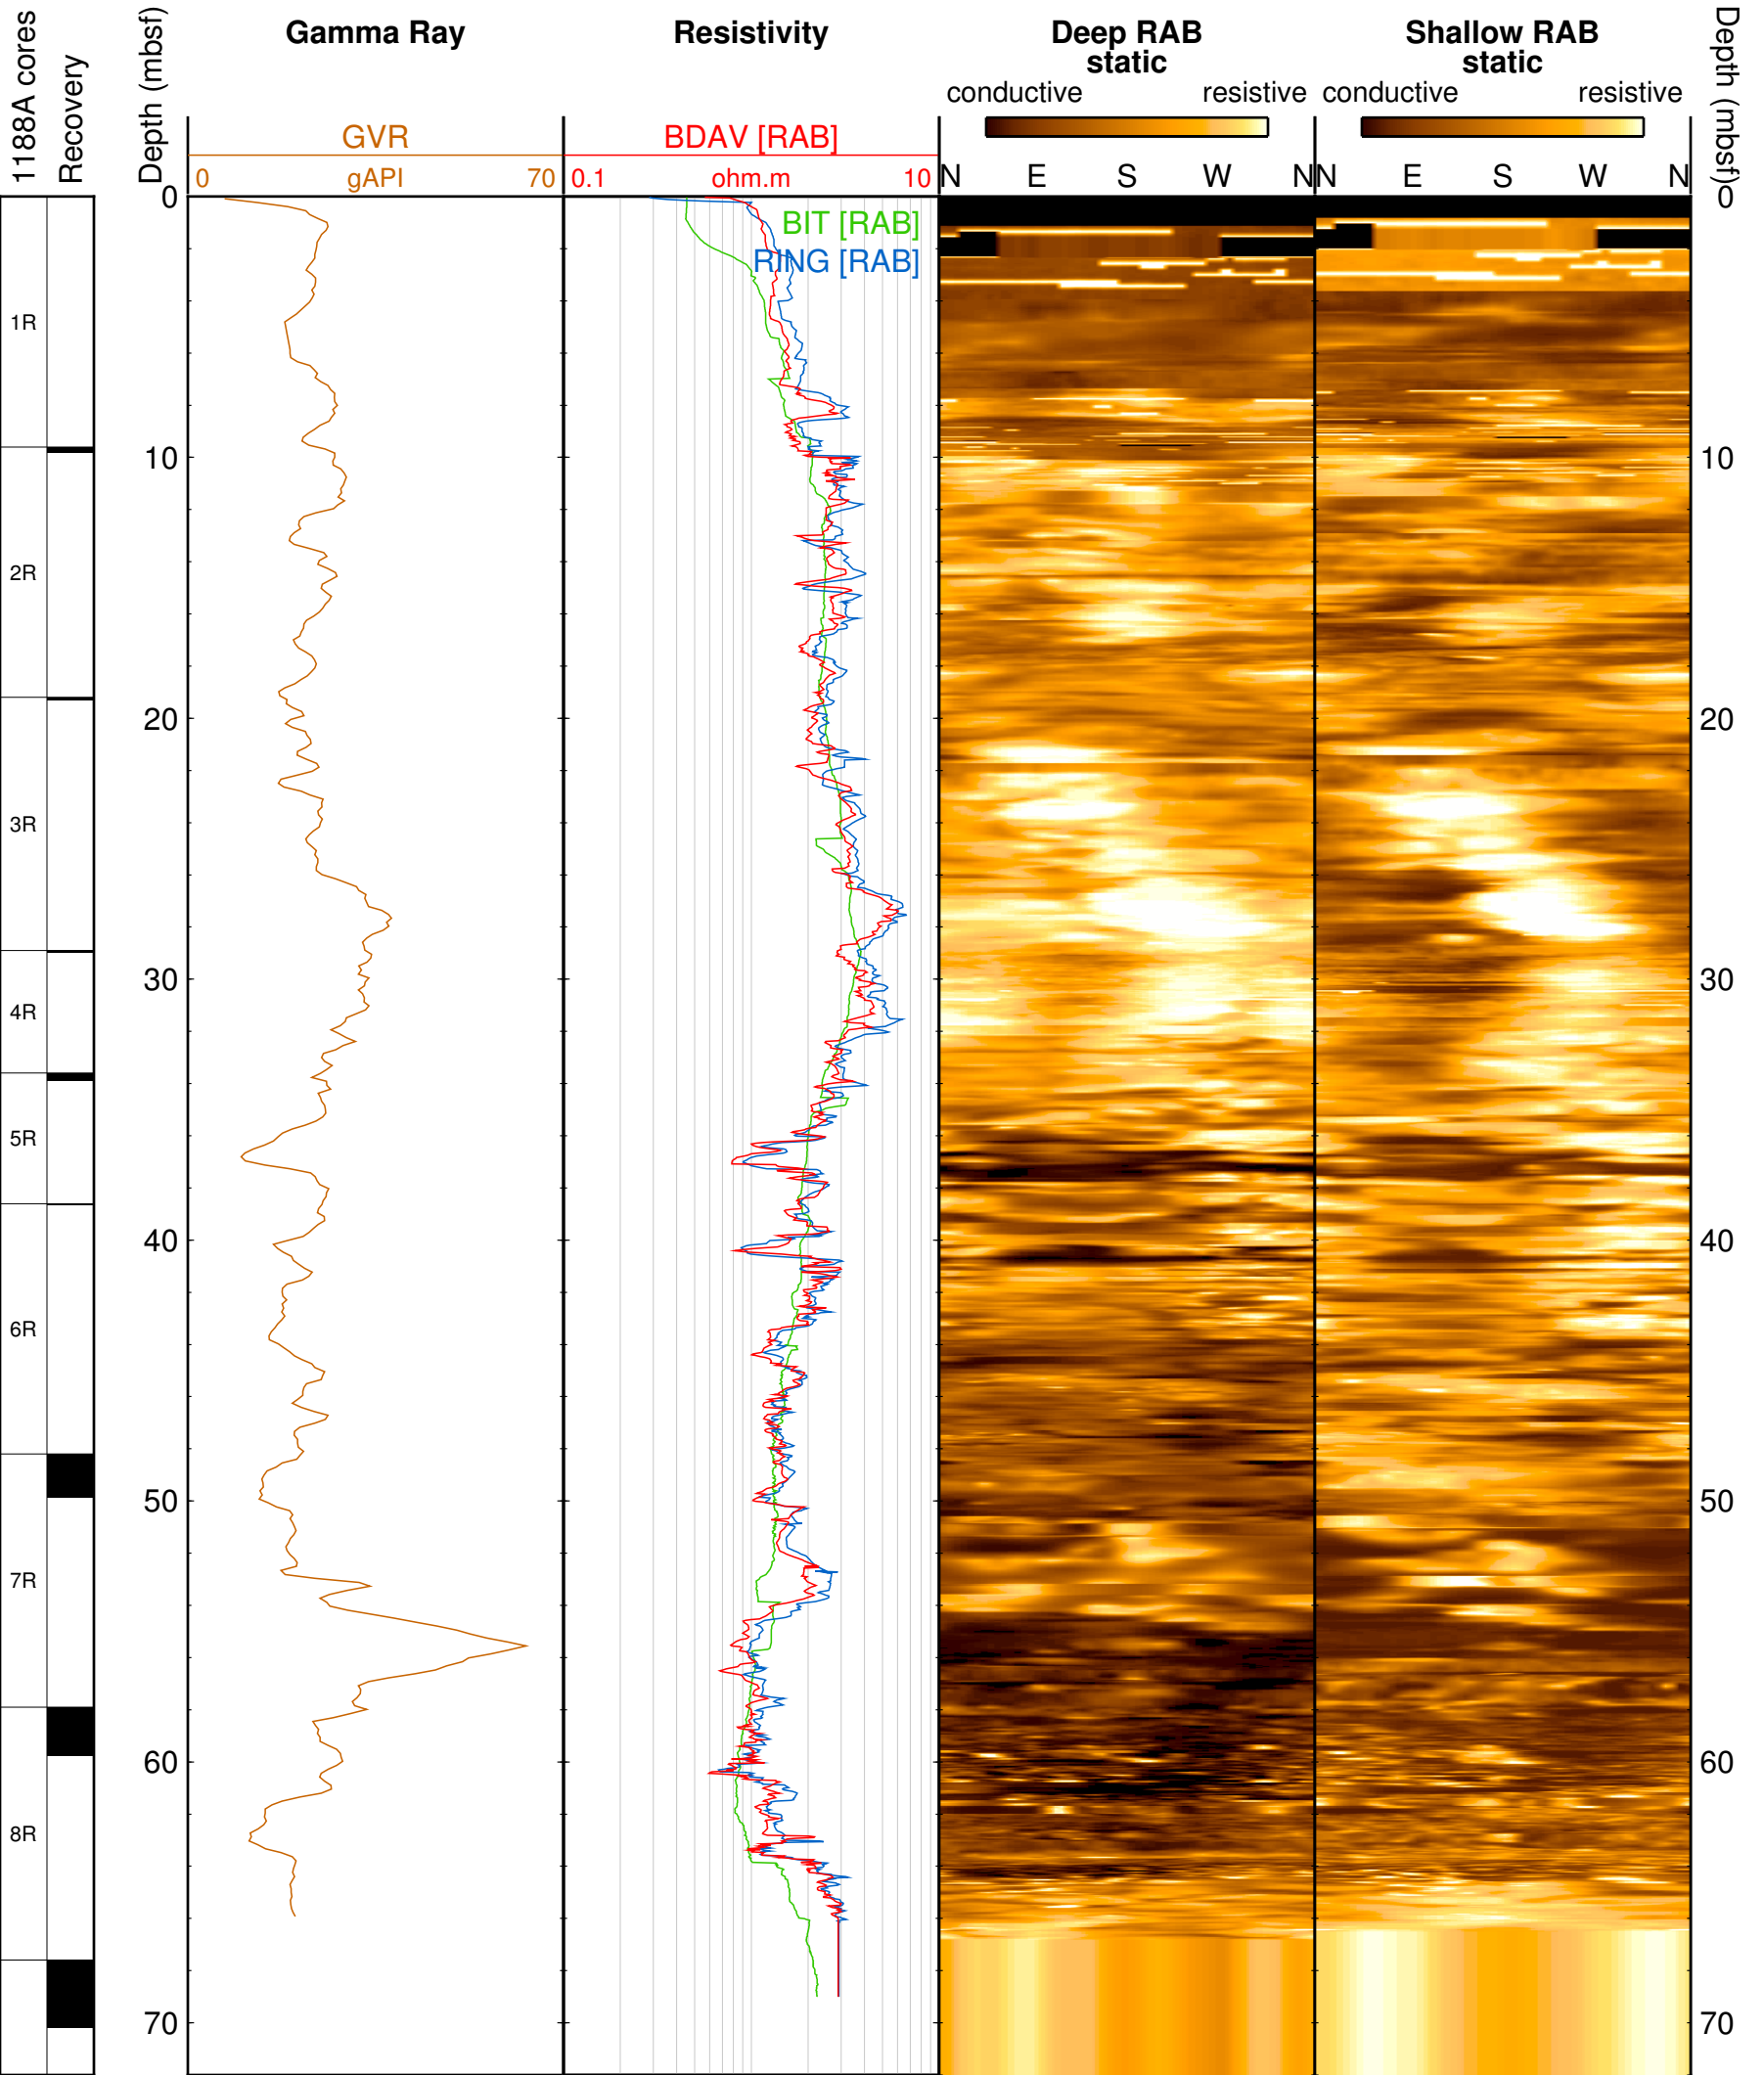 1188A cores
Recovery
Depth (mbsf)
Gamma Ray
Resistivity
Deep RAB
static
Shallow RAB
static
Depth (mbsf)
conductive resistive
conductive resistive
GVR
0 gAPI 70
BDAV [RAB]
0.1 ohm.m 10
BIT [RAB]
RING [RAB]
N E S W N
N E S W N
0
10
20
30
40
50
60
70
0
10
20
30
40
50
60
70
1R
2R
3R
4R
5R
6R
7R
8R